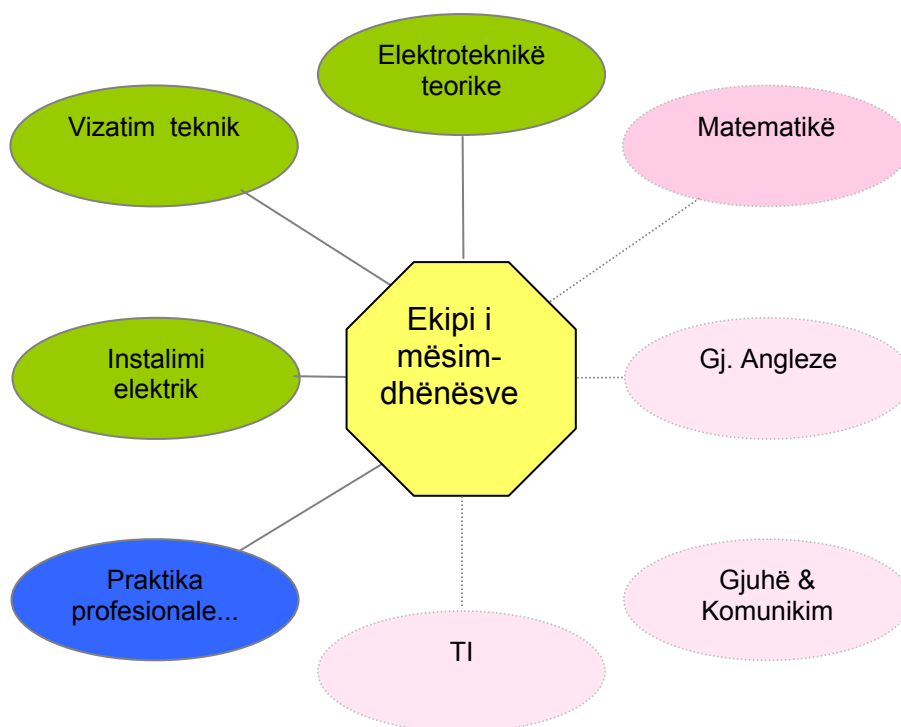 Elektroteknikë
teorike
Vizatim teknik
Matematikë
Ekipi i
mësim-
dhënësve
Instalimi
elektrik
Gj. Angleze
Praktika
profesionale...
Gjuhë &
Komunikim
TI